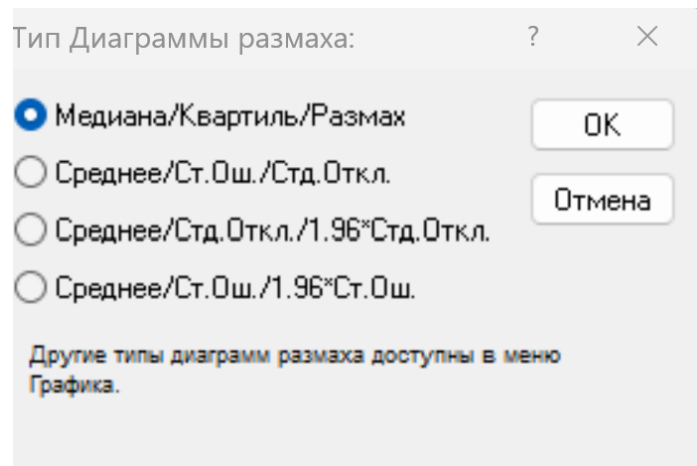 Тип Диаграммы размаха:
?
Медиана/Квартиль/Размах
OK
Среднее/Ст.Ош./Стд.Откл.
Отмена
Среднее/Стд.Откл./1.96*Стд.Откл.
Среднее/Ст.Ош./1.96*Ст.Ош.
Другие типы диаграмм размаха доступны в меню
Графика.